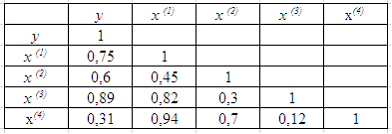 y x (1) x (2) x (3) x(4)
y 1
x (1) 0,75 1
x (2) 0,6 0,45 1
x (3) 0,89 0,82 0,3 1
x(4) 0,31 0,94 0,7 0,12 1